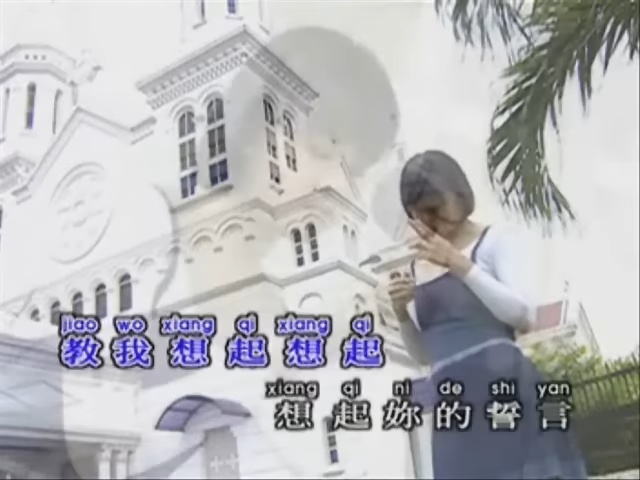 jiao wo xiang qi xiang qi
教我想起想起
xiang qi ni de shi yan
想起妳的誓言